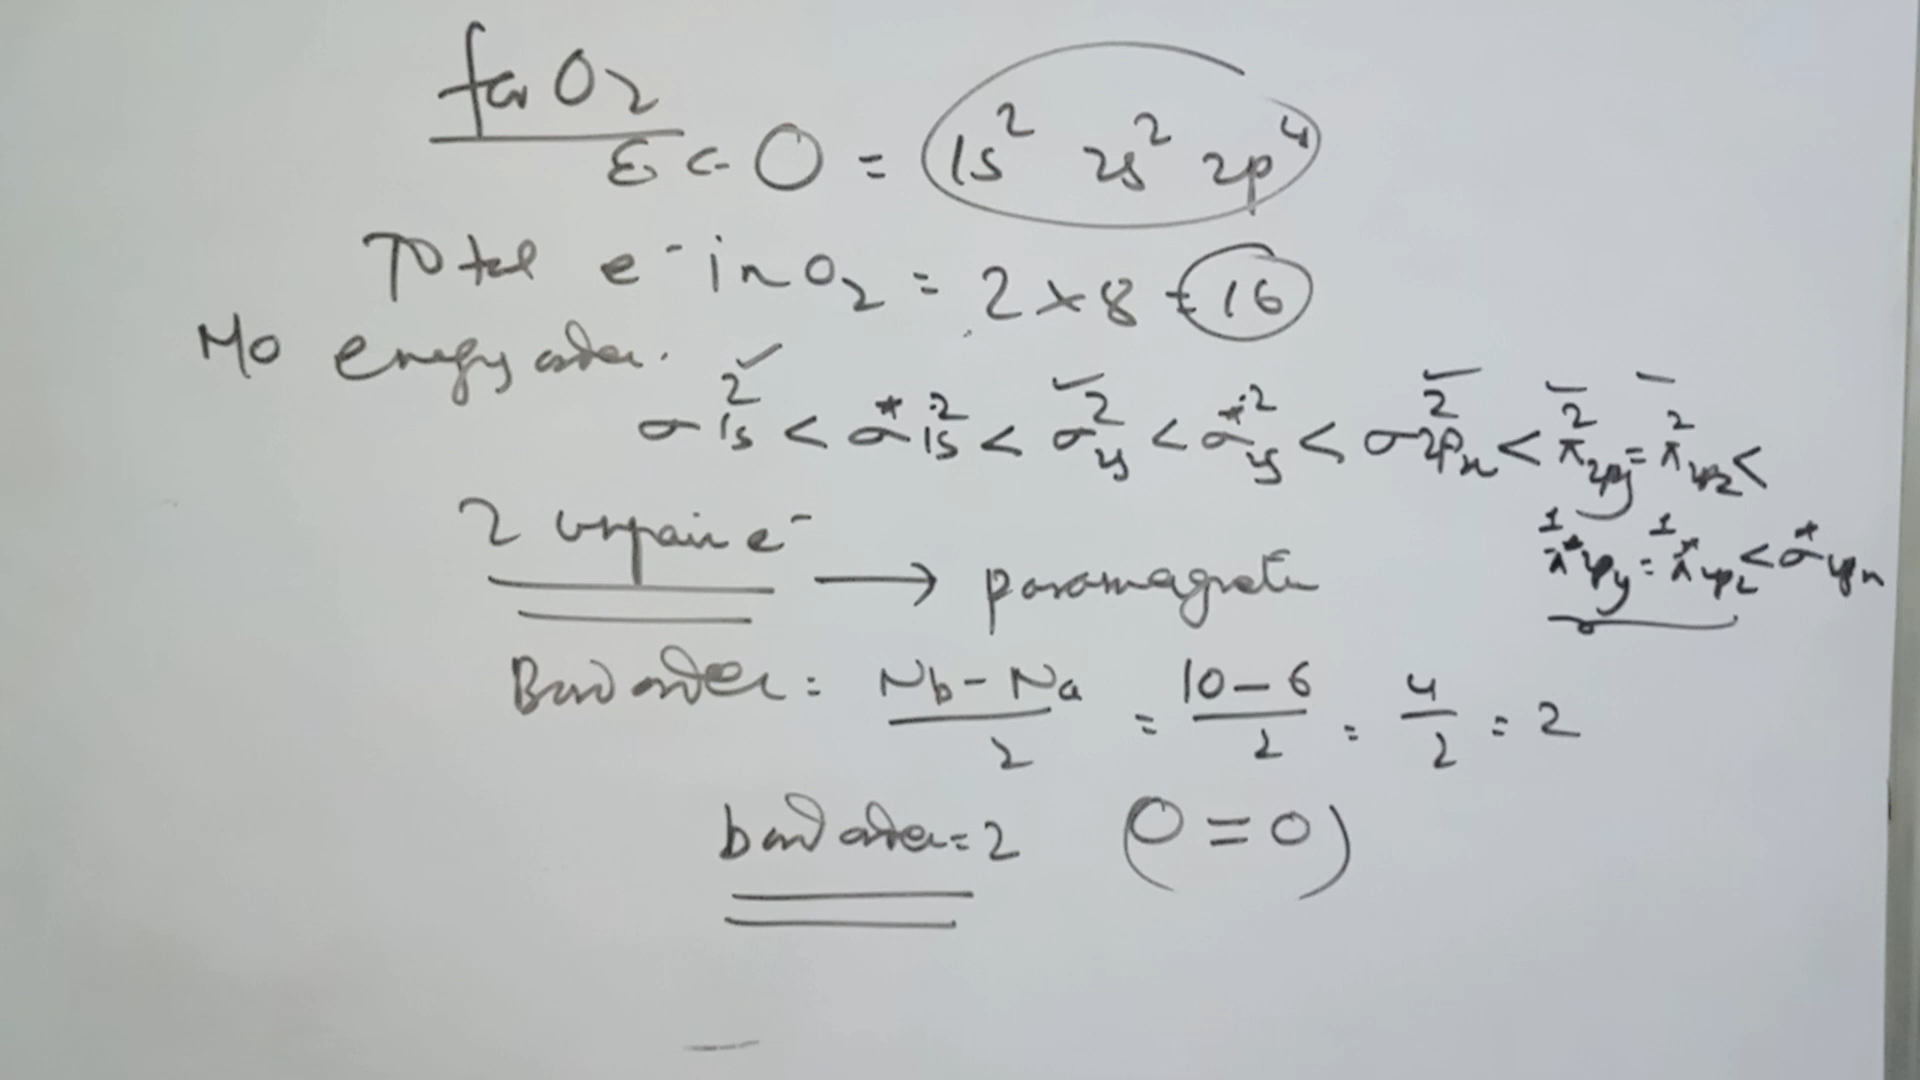 for O2
E.C O = 1s² 2s² 2p⁴
Total e⁻ in O2 = 2 × 8 = 16
MO energy order.
σ1s² < σ*1s² < σ2s² < σ*2s² < σ2px² < π2py² = π2pz² <
π*2py¹ = π*2pz¹ < σ*2px
2 unpair e⁻ → paramagnetic
Bond order = Nb - Na / 2 = 10 - 6 / 2 = 4 / 2 = 2
bond order = 2 (O = O)